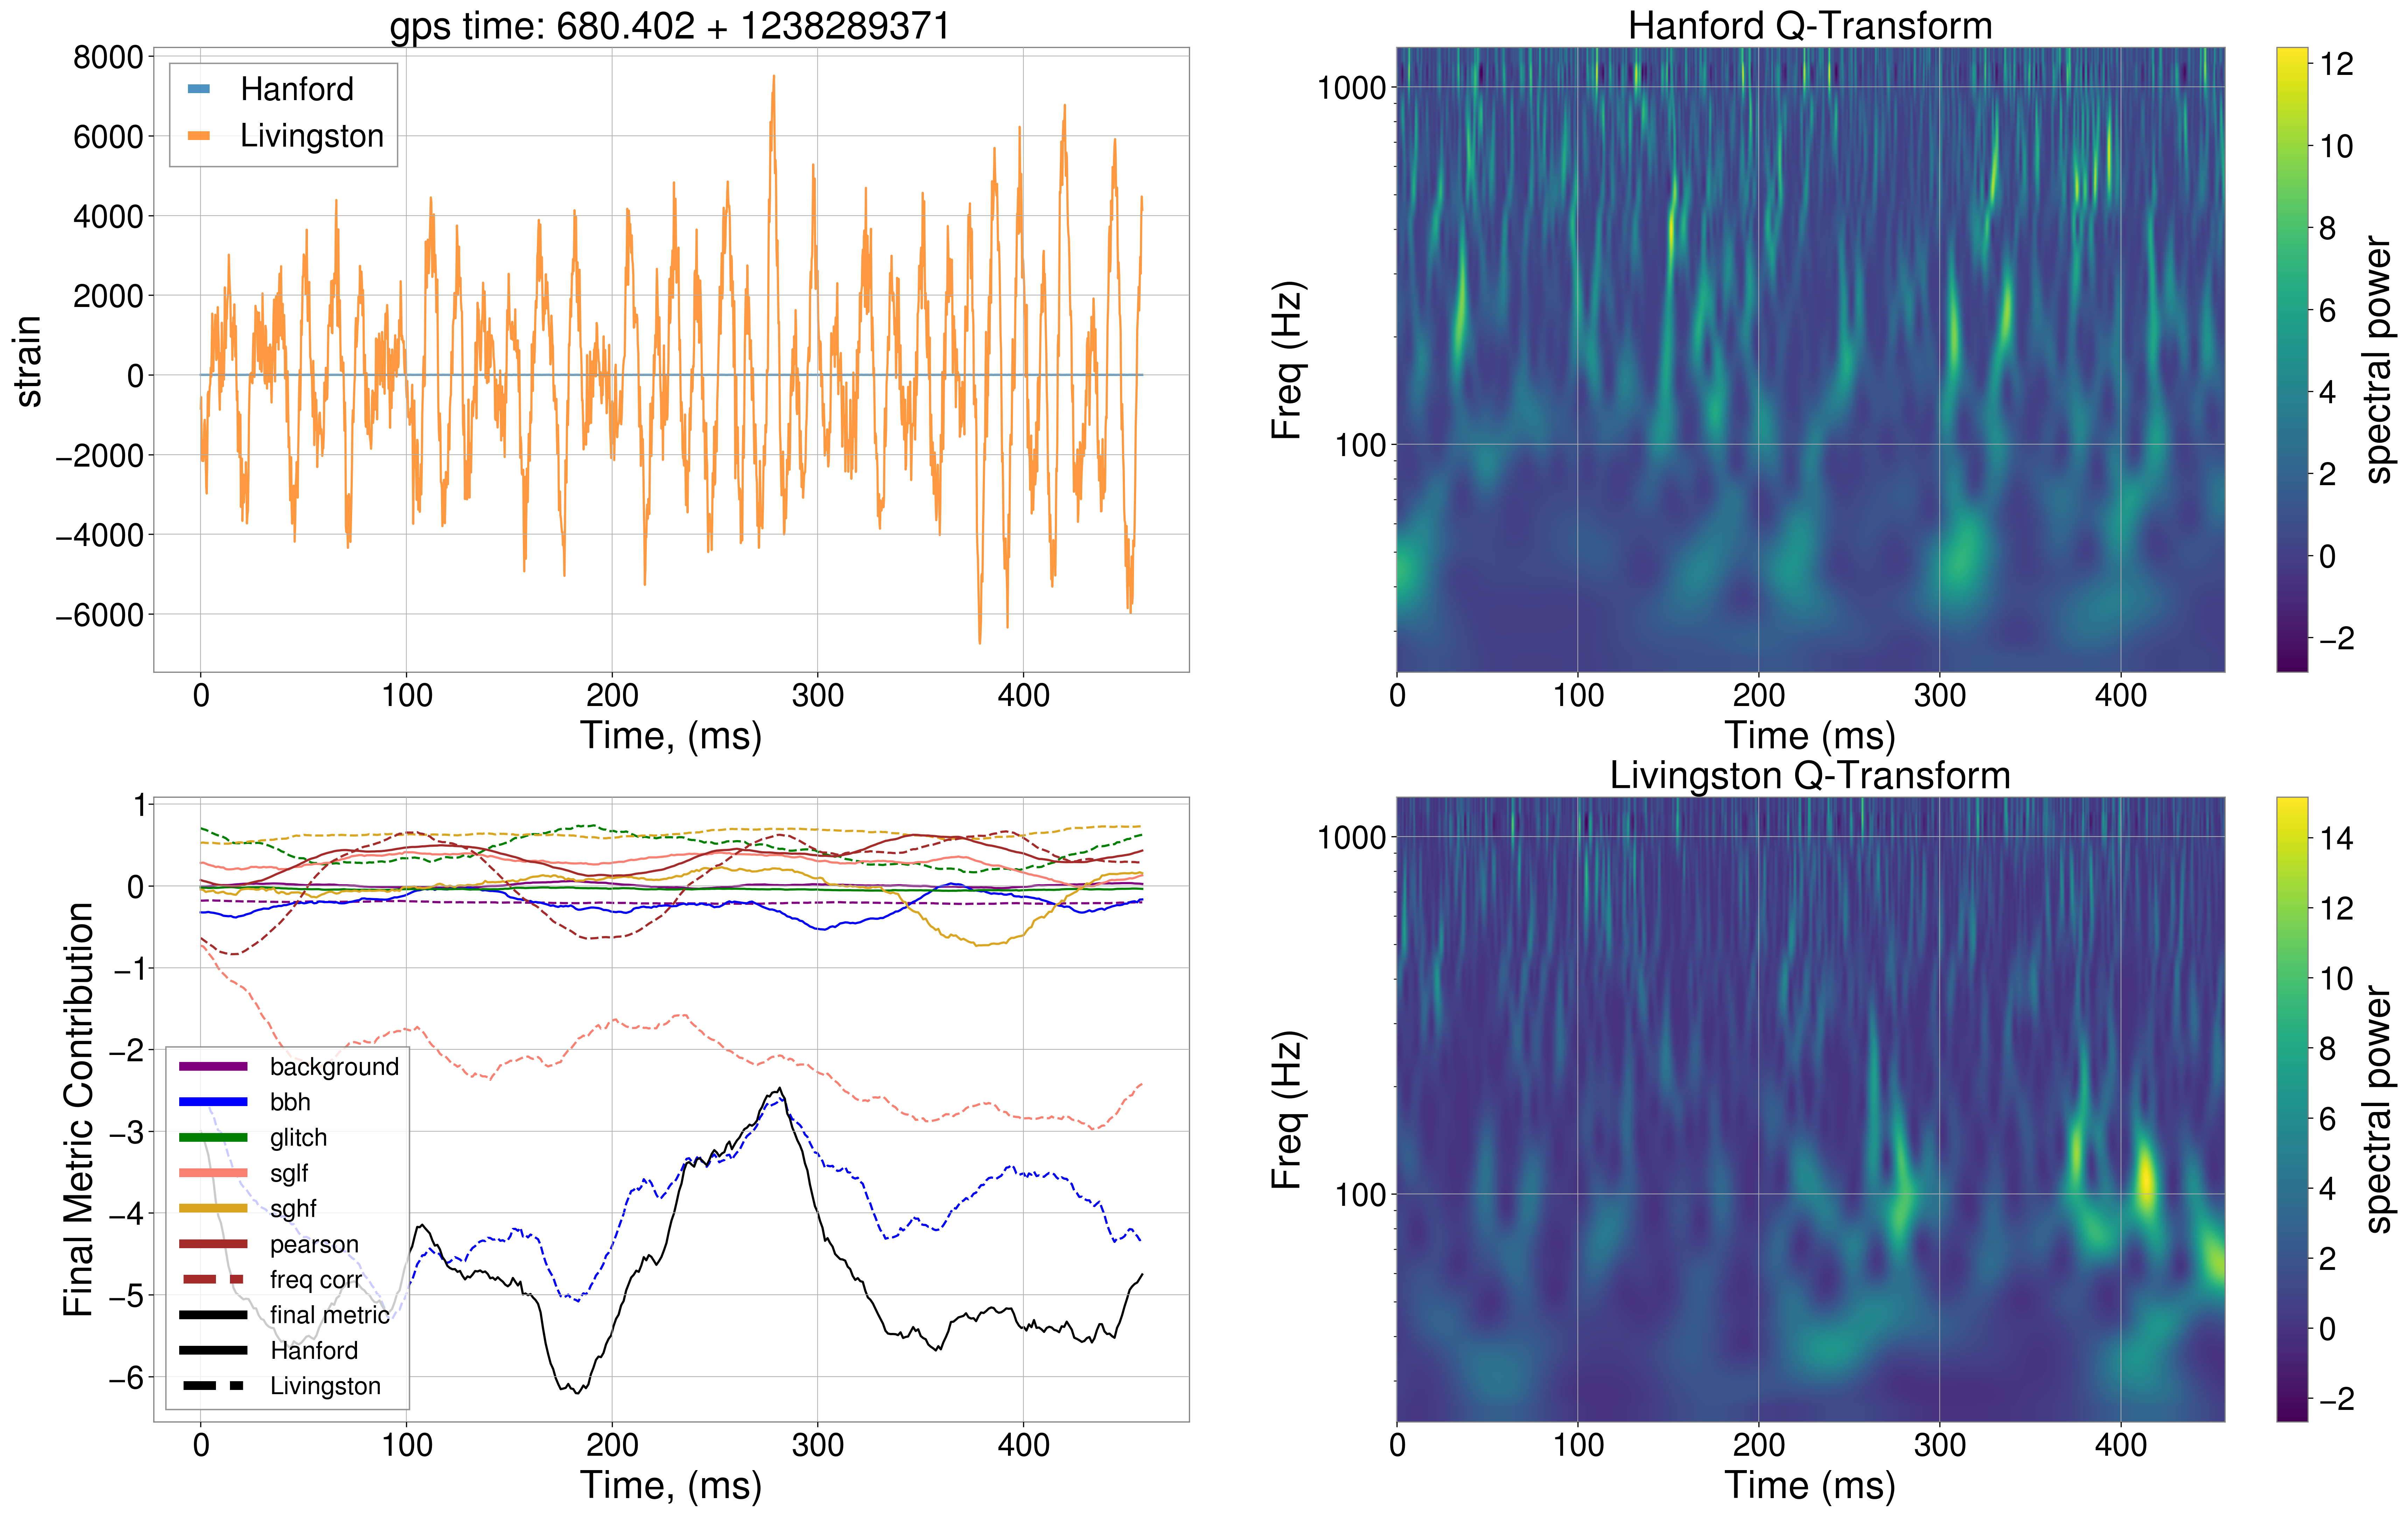 gps time: 680.402 + 1238289371
8000
6000
4000
2000
0
−2000
−4000
−6000
strain
Hanford
Livingston
0 100 200 300 400
Time, (ms)
Hanford Q-Transform
1000
100
Freq (Hz)
0 100 200 300 400
Time (ms)
12
10
8
6
4
2
0
−2
spectral power
1
0
−1
−2
−3
−4
−5
−6
Final Metric Contribution
background
bbh
glitch
sglf
sghf
pearson
freq corr
final metric
Hanford
Livingston
0 100 200 300 400
Time, (ms)
Livingston Q-Transform
1000
100
Freq (Hz)
0 100 200 300 400
Time (ms)
14
12
10
8
6
4
2
0
−2
spectral power